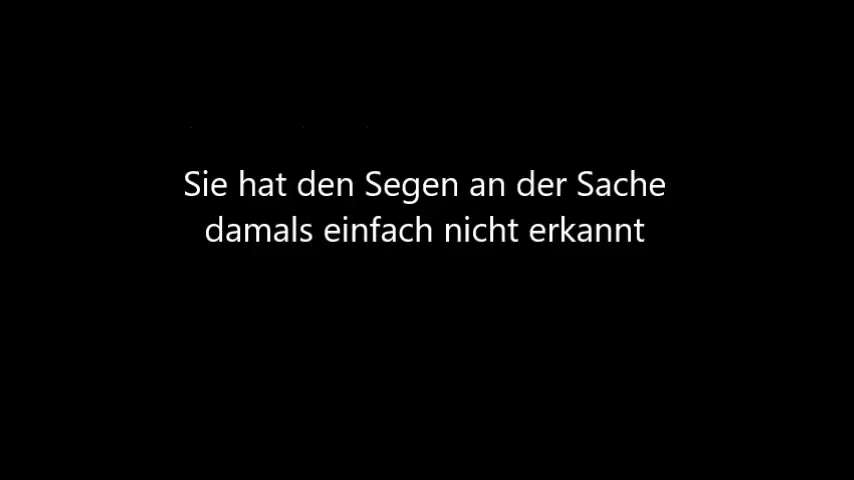 Sie hat den Segen an der Sache
damals einfach nicht erkannt